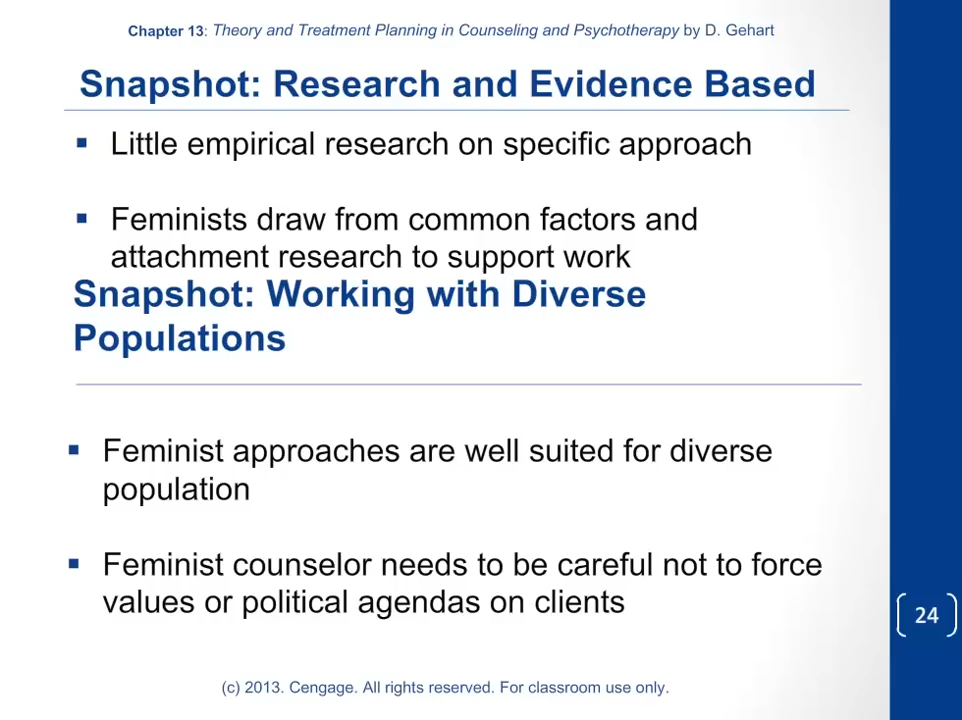 Chapter 13: Theory and Treatment Planning in Counseling and Psychotherapy by D. Gehart
Snapshot: Research and Evidence Based
▪ Little empirical research on specific approach
▪ Feminists draw from common factors and
attachment research to support work
Snapshot: Working with Diverse
Populations
▪ Feminist approaches are well suited for diverse
population
▪ Feminist counselor needs to be careful not to force
values or political agendas on clients
24
(c) 2013. Cengage. All rights reserved. For classroom use only.